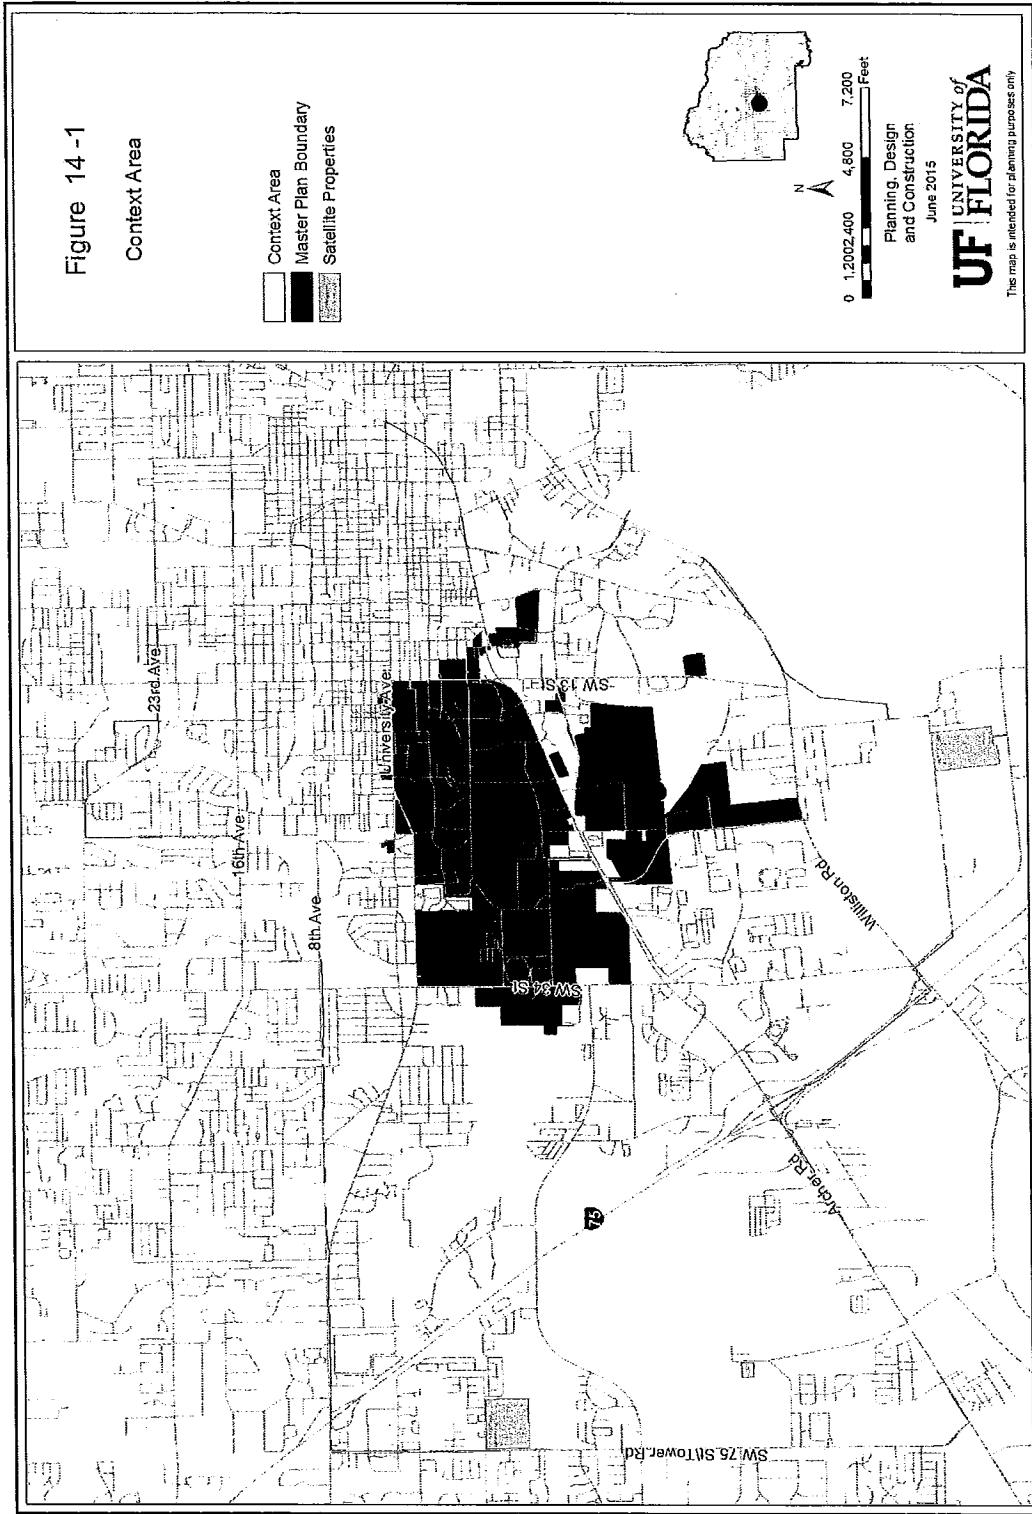 Figure 14 -1
Context Area
Context Area
Master Plan Boundary
Satellite Properties
N
0 1,2002,400 4,800 7,200
Feet
Planning, Design
and Construction
June 2015
UF UNIVERSITY of
FLORIDA
This map is intended for planning purposes only
23rd Ave
16th Ave
8th Ave
University Ave
SW 13 St
SW 34 St
Williston Rd
Archer Rd
75
SW 75 St\Tower Rd